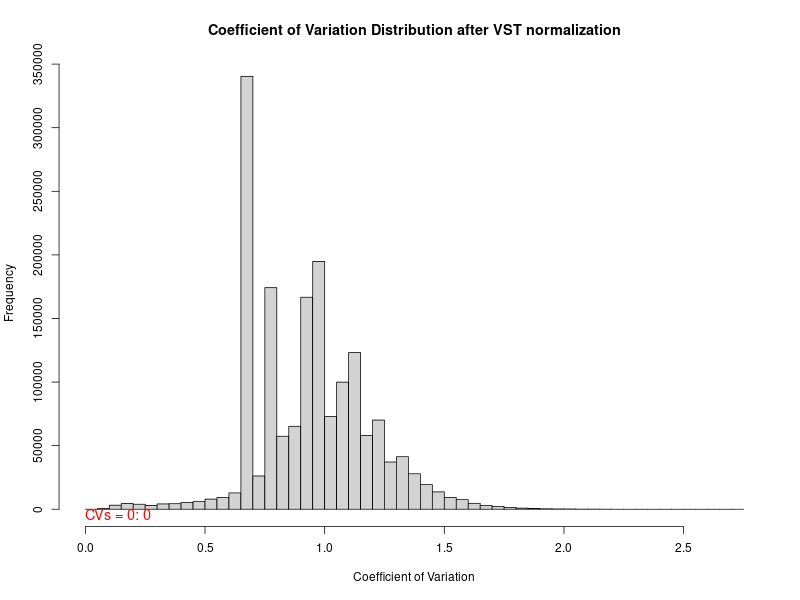 Coefficient of Variation Distribution after VST normalization
350000
300000
250000
200000
150000
100000
50000
0
Frequency
CVs = 0: 0
0.0 0.5 1.0 1.5 2.0 2.5
Coefficient of Variation